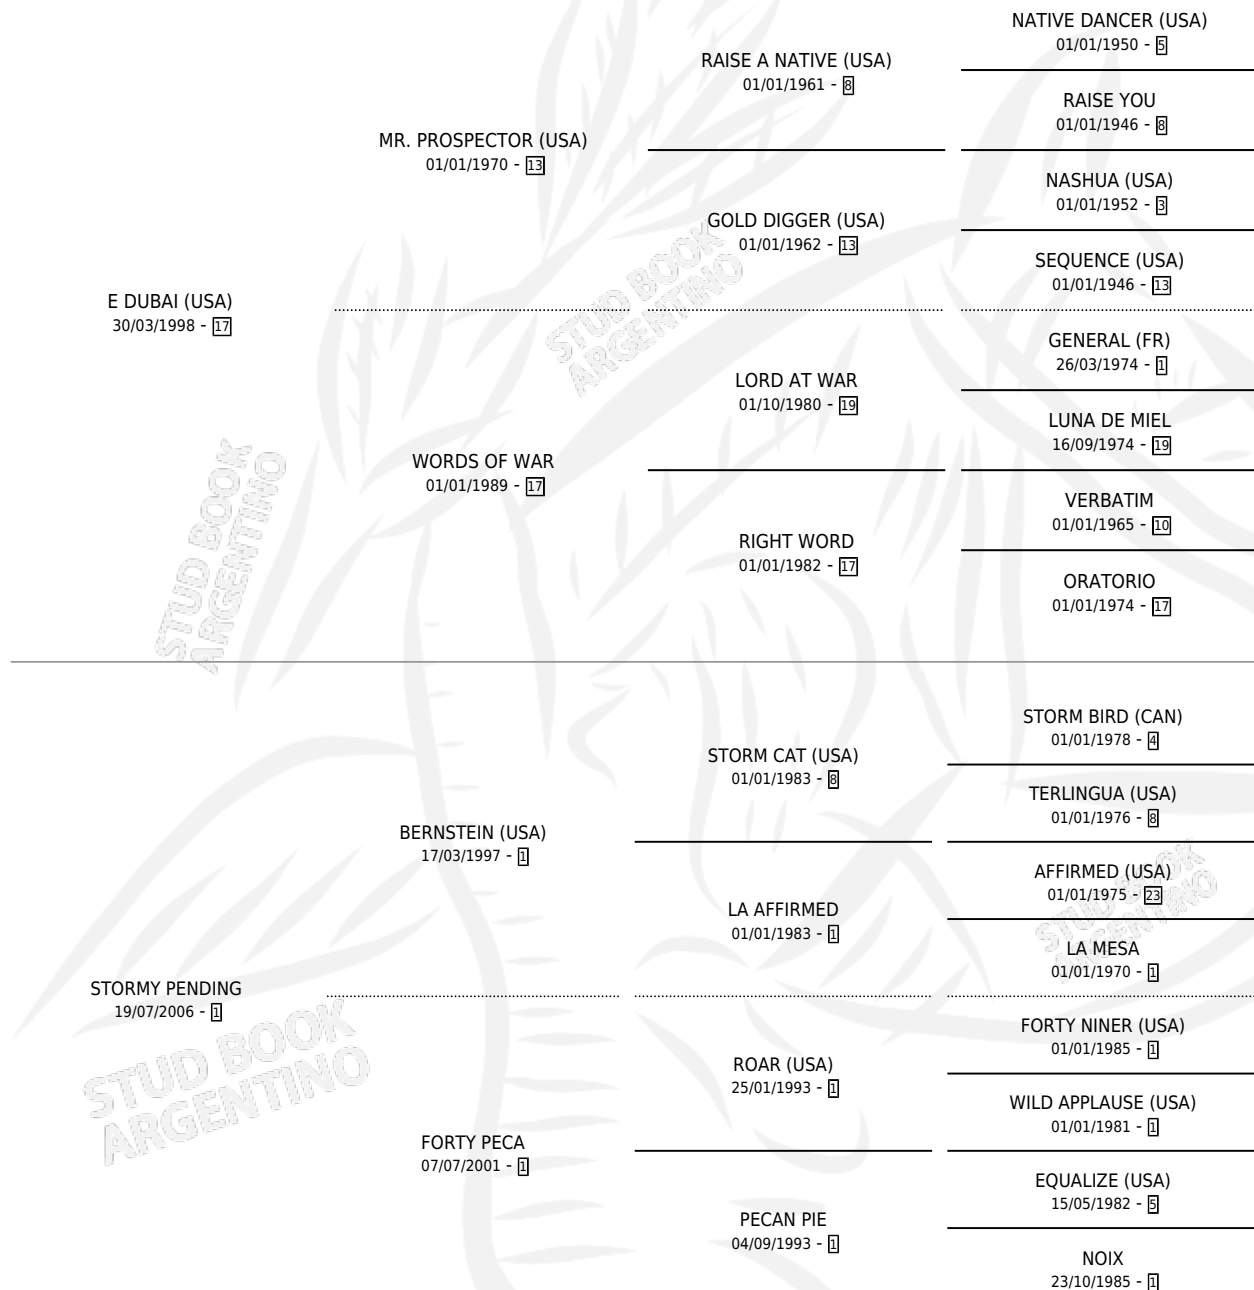 NATIVE DANCER (USA)
01/01/1950 - 5
RAISE A NATIVE (USA)
01/01/1961 - 8
RAISE YOU
01/01/1946 - 8
MR. PROSPECTOR (USA)
01/01/1970 - 13
NASHUA (USA)
01/01/1952 - 3
GOLD DIGGER (USA)
01/01/1962 - 13
SEQUENCE (USA)
01/01/1946 - 13
E DUBAI (USA)
30/03/1998 - 17
STUD BOOK
ARGENTINO
GENERAL (FR)
26/03/1974 - 1
LORD AT WAR
01/10/1980 - 19
LUNA DE MIEL
16/09/1974 - 19
WORDS OF WAR
01/01/1989 - 17
VERBATIM
01/01/1965 - 10
RIGHT WORD
01/01/1982 - 17
ORATORIO
01/01/1974 - 17
STUD BOOK
ARGENTINO
STORM BIRD (CAN)
01/01/1978 - 4
STORM CAT (USA)
01/01/1983 - 8
TERLINGUA (USA)
01/01/1976 - 8
BERNSTEIN (USA)
17/03/1997 - 1
AFFIRMED (USA)
01/01/1975 - 23
LA AFFIRMED
01/01/1983 - 1
LA MESA
01/01/1970 - 1
STUD BOOK
ARGENTINO
STORMY PENDING
19/07/2006 - 1
STUD BOOK
ARGENTINO
FORTY NINER (USA)
01/01/1985 - 1
ROAR (USA)
25/01/1993 - 1
WILD APPLAUSE (USA)
01/01/1981 - 1
FORTY PECA
07/07/2001 - 1
EQUALIZE (USA)
15/05/1982 - 5
PECAN PIE
04/09/1993 - 1
NOIX
23/10/1985 - 1